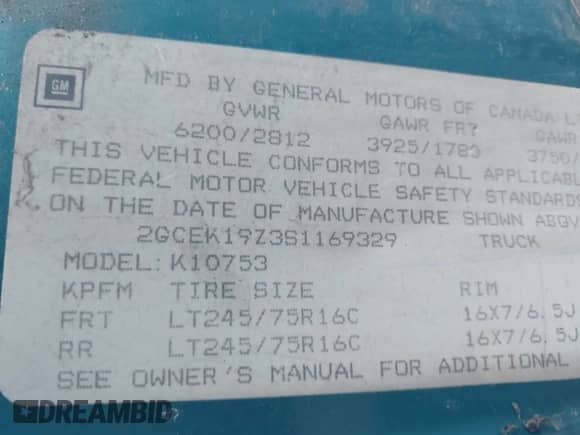 GM
MFD BY GENERAL MOTORS OF CANADA LT
GVWR GAWR FRT GAWR
6200/2812 3925/1783 3750/
THIS VEHICLE CONFORMS TO ALL APPLICABL
FEDERAL MOTOR VEHICLE SAFETY STANDARDS
ON THE DATE OF MANUFACTURE SHOWN ABOV
2GCEK19Z3S1169329 TRUCK
MODEL: K10753
KPFM TIRE SIZE RIM
FRT LT245/75R16C 16X7/6.5J
RR LT245/75R16C 16X7/6.5J
SEE OWNER'S MANUAL FOR ADDITIONAL
DREAMBID